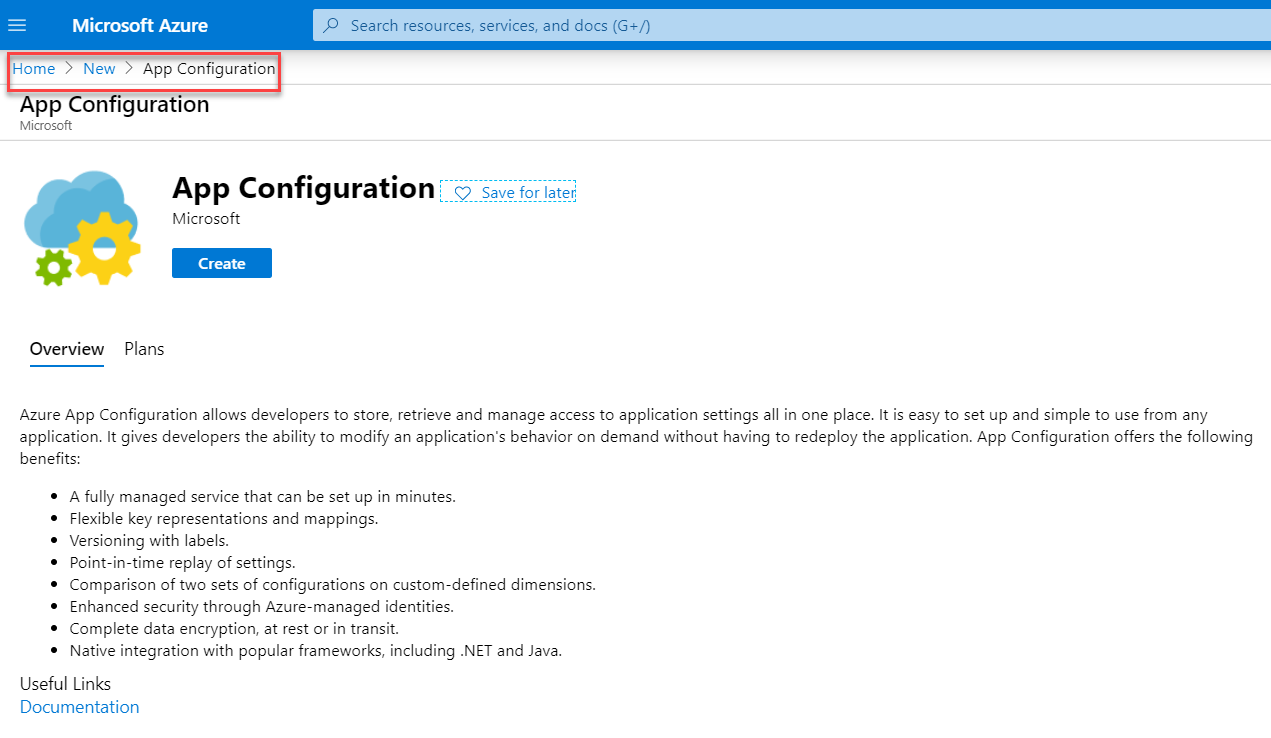 Microsoft Azure
Search resources, services, and docs (G+/)
Home > New > App Configuration
App Configuration
Microsoft
App Configuration
Save for later
Microsoft
Create
Overview Plans
Azure App Configuration allows developers to store, retrieve and manage access to application settings all in one place. It is easy to set up and simple to use from any
application. It gives developers the ability to modify an application's behavior on demand without having to redeploy the application. App Configuration offers the following
benefits:
• A fully managed service that can be set up in minutes.
• Flexible key representations and mappings.
• Versioning with labels.
• Point-in-time replay of settings.
• Comparison of two sets of configurations on custom-defined dimensions.
• Enhanced security through Azure-managed identities.
• Complete data encryption, at rest or in transit.
• Native integration with popular frameworks, including .NET and Java.
Useful Links
Documentation